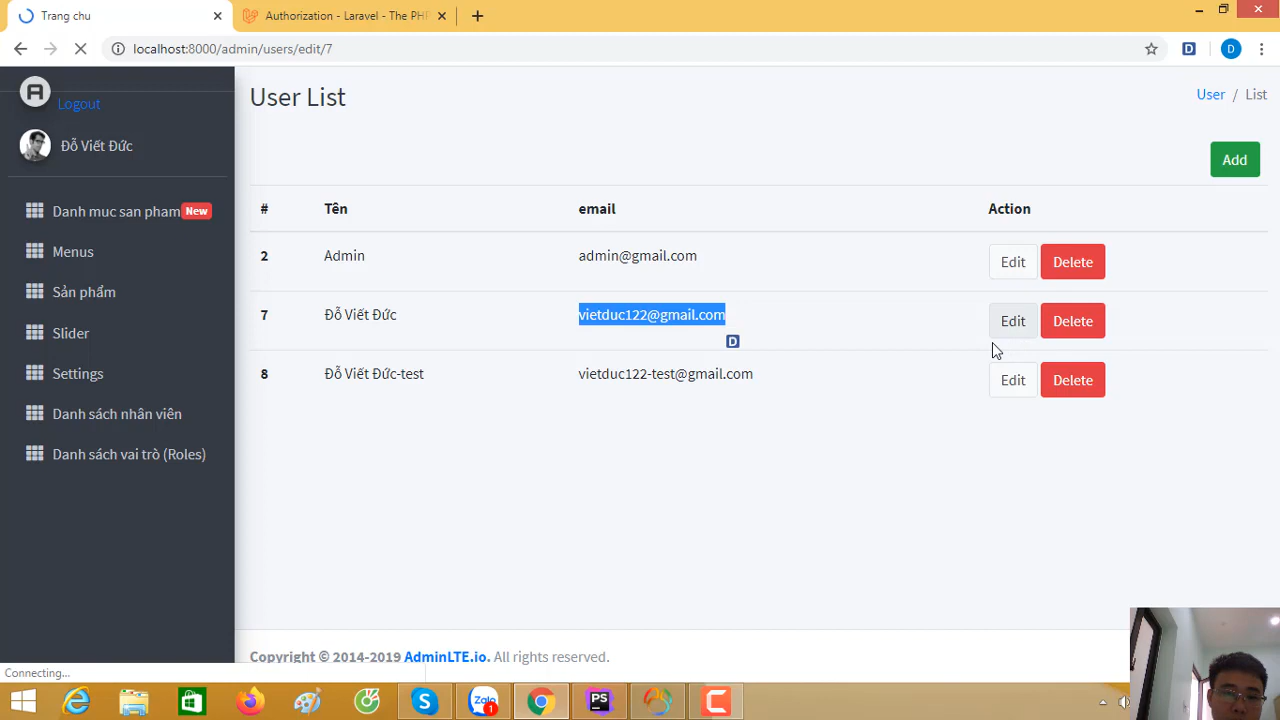 Trang chu
Authorization - Laravel - The PHP
localhost:8000/admin/users/edit/7
D
D
Logout
Đỗ Viết Đức
Danh muc san pham New
Menus
Sản phẩm
Slider
Settings
Danh sách nhân viên
Danh sách vai trò (Roles)
User List
User / List
Add
# Tên email Action
2 Admin admin@gmail.com Edit Delete
7 Đỗ Viết Đức vietduc122@gmail.com Edit Delete
D
8 Đỗ Viết Đức-test vietduc122-test@gmail.com Edit Delete
Copyright © 2014-2019 AdminLTE.io. All rights reserved.
Connecting...
Zalo
1
PS